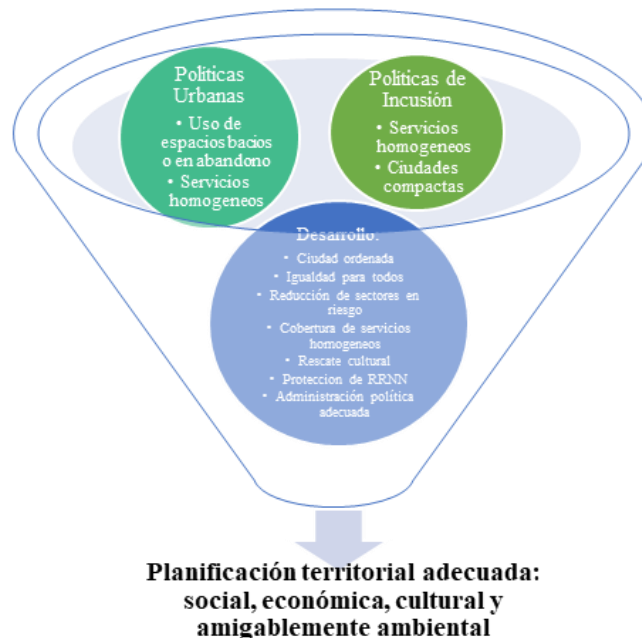 Políticas
Urbanas
• Uso de
espacios bacios
o en abandono
• Servicios
homogeneos
Políticas de
Incusión
• Servicios
homogeneos
• Ciudades
compactas
Desarrollo:
• Ciudad ordenada
• Igualdad para todos
• Reducción de sectores en
riesgo
• Cobertura de servicios
homogeneos
• Rescate cultural
• Proteccion de RRNN
• Administración política
adecuada
Planificación territorial adecuada:
social, económica, cultural y
amigablemente ambiental